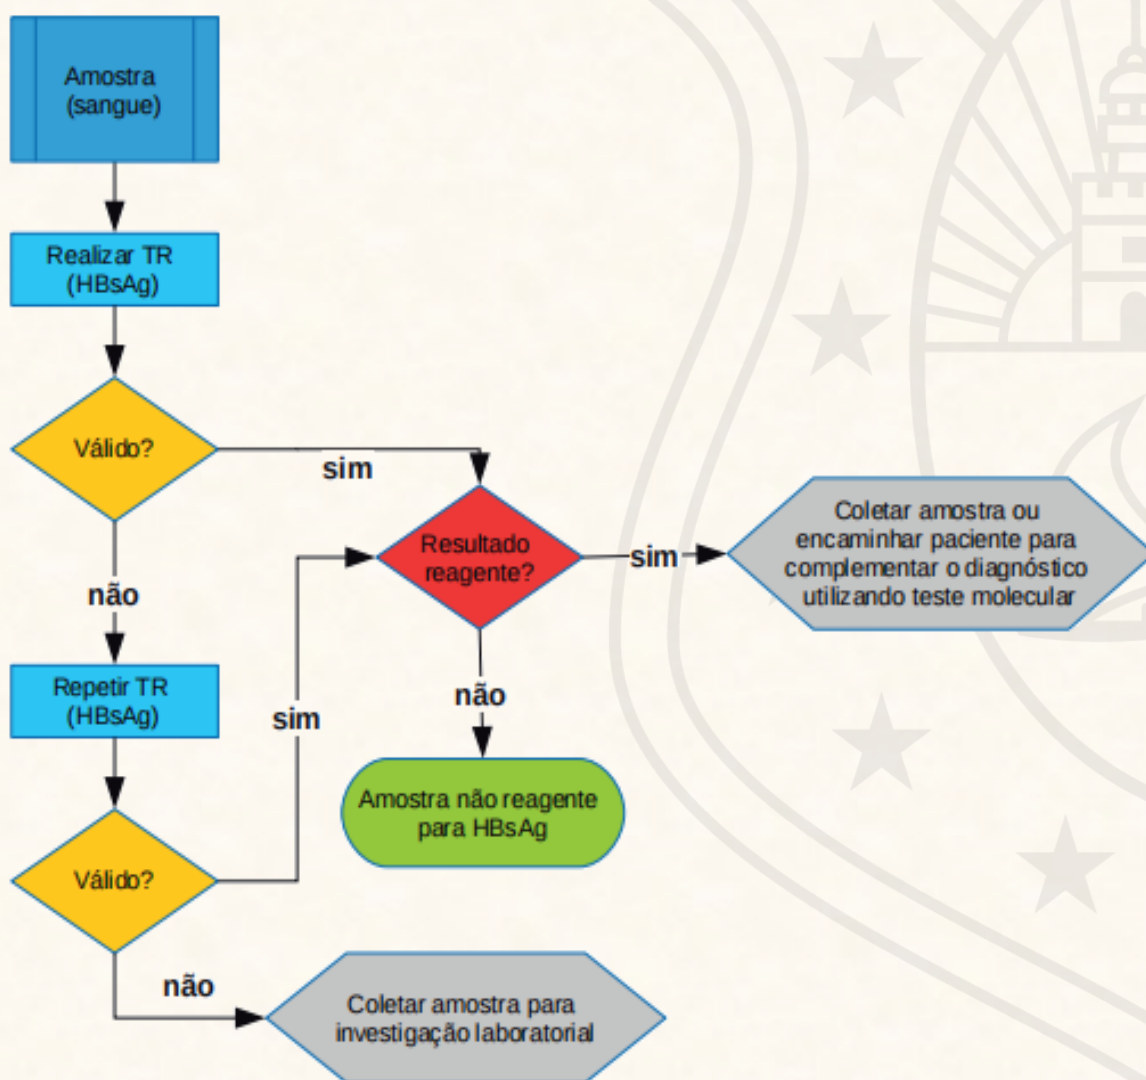 Amostra
(sangue)
Realizar TR
(HBsAg)
Válido?
sim
Resultado
reagente?
sim
Coletar amostra ou
encaminhar paciente para
complementar o diagnóstico
utilizando teste molecular
não
Repetir TR
(HBsAg)
sim
não
Amostra não reagente
para HBsAg
Válido?
não
Coletar amostra para
investigação laboratorial